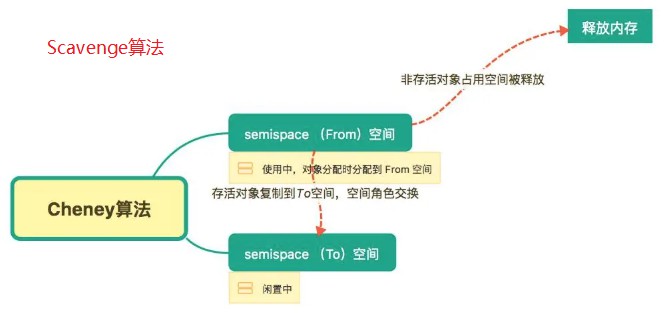 Scavenge算法
释放内存
非存活对象占用空间被释放
semispace （From）空间
使用中，对象分配时分配到 From 空间
存活对象复制到To空间，空间角色交换
Cheney算法
semispace （To）空间
闲置中